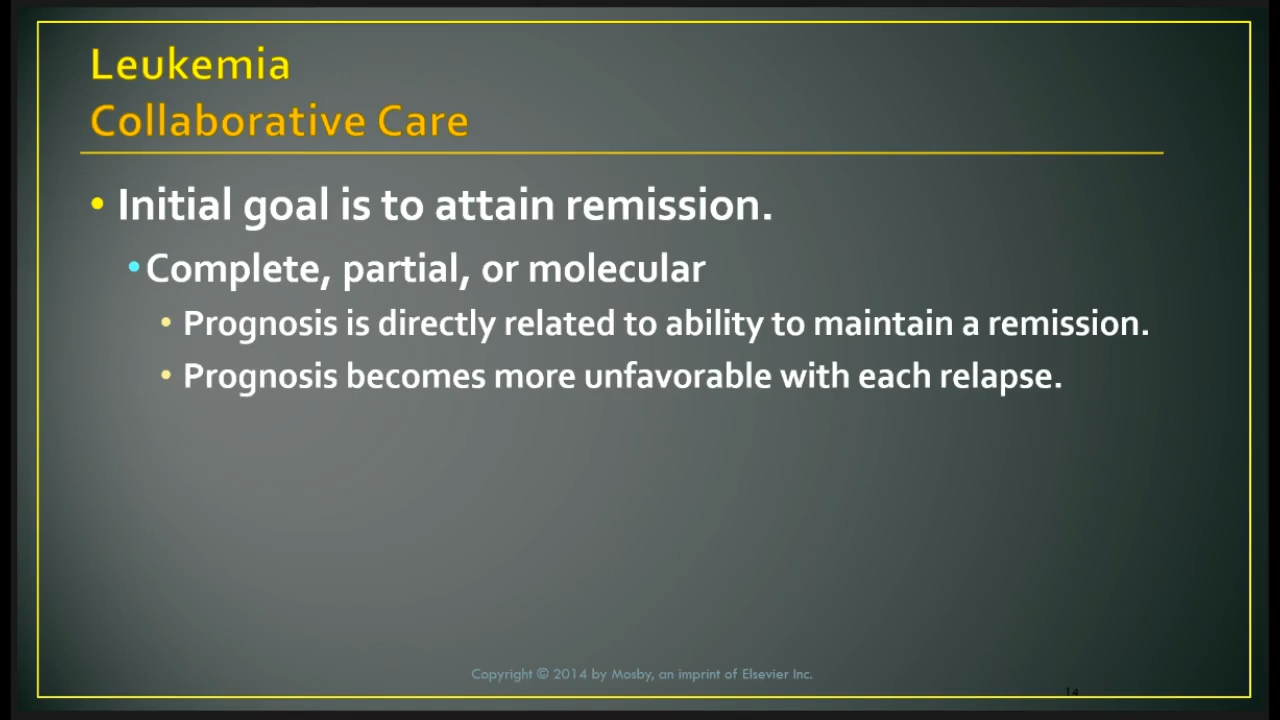 Leukemia
Collaborative Care
• Initial goal is to attain remission.
• Complete, partial, or molecular
• Prognosis is directly related to ability to maintain a remission.
• Prognosis becomes more unfavorable with each relapse.
Copyright © 2014 by Mosby, an imprint of Elsevier Inc.
14